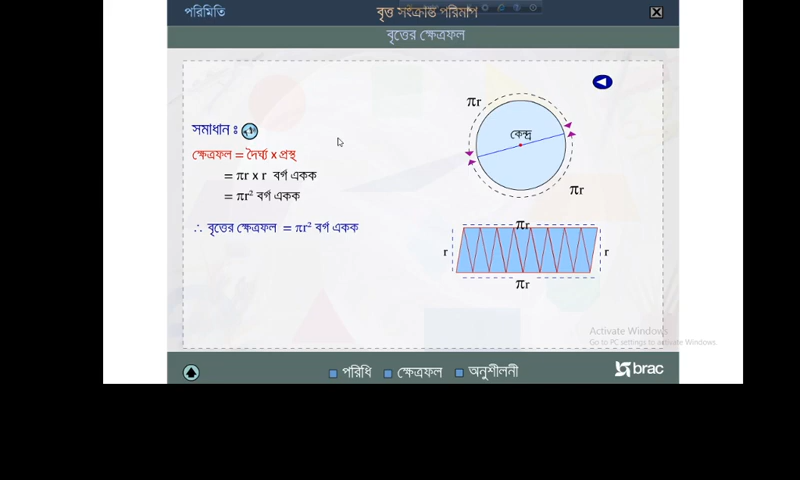 পরিমিতি
বৃত্ত সংক্রান্ত পরিমাপ
বৃত্তের ক্ষেত্রফল
সমাধান ঃ
ক্ষেত্রফল = দৈর্ঘ্য x প্রস্থ
= πr x r বর্গ একক
= πr² বর্গ একক
∴ বৃত্তের ক্ষেত্রফল = πr² বর্গ একক
πr
কেন্দ্র
πr
πr
r
r
πr
Activate Windows
Go to PC settings to activate Windows.
পরিধি
ক্ষেত্রফল
অনুশীলনী
brac